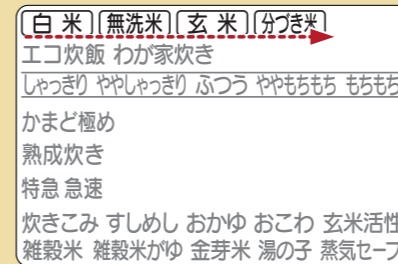 白米 無洗米 玄米 分づき米
エコ炊飯 わが家炊き
しゃっきり ややしゃっきり ふつう ややもちもち もちもち
かまど極め
熟成炊き
特急 急速
炊きこみ すしめし おかゆ おこわ 玄米活性
雑穀米 雑穀米がゆ 金芽米 湯の子 蒸気セーブ